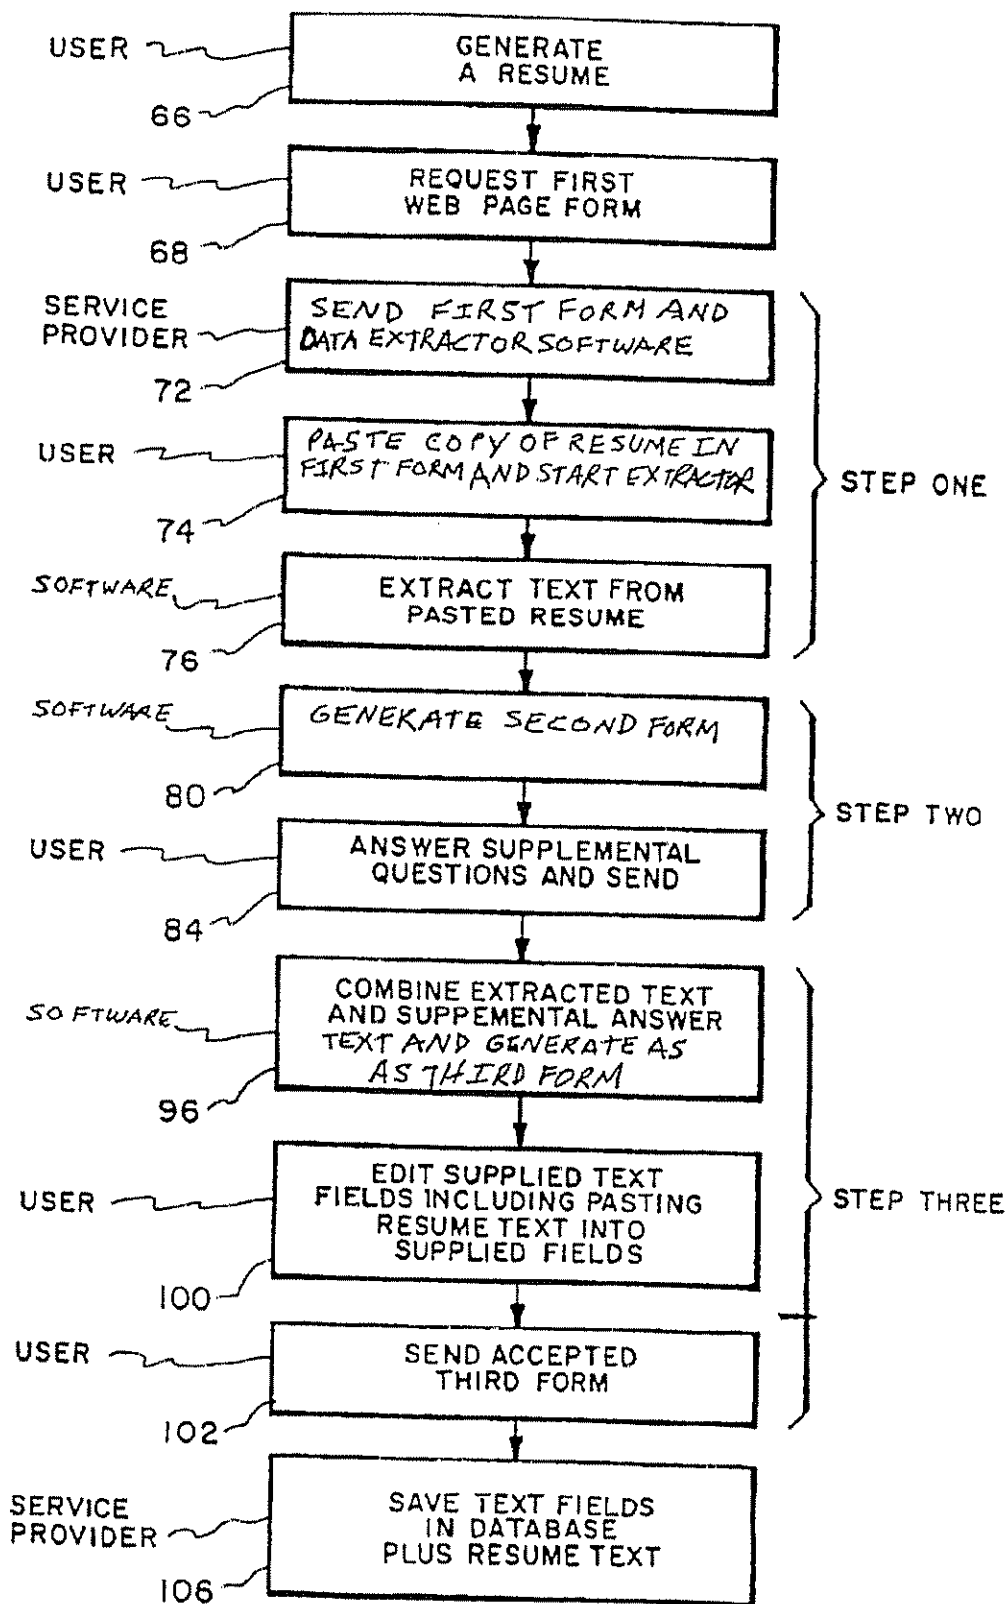 USER
GENERATE
A RESUME
66
USER
REQUEST FIRST
WEB PAGE FORM
68
SERVICE
PROVIDER
SEND FIRST FORM AND
DATA EXTRACTOR SOFTWARE
72
USER
PASTE COPY OF RESUME IN
FIRST FORM AND START EXTRACTOR
74
STEP ONE
SOFTWARE
EXTRACT TEXT FROM
PASTED RESUME
76
SOFTWARE
GENERATE SECOND FORM
80
STEP TWO
USER
ANSWER SUPPLEMENTAL
QUESTIONS AND SEND
84
SOFTWARE
COMBINE EXTRACTED TEXT
AND SUPPEMENTAL ANSWER
TEXT AND GENERATE AS
AS THIRD FORM
96
STEP THREE
USER
EDIT SUPPLIED TEXT
FIELDS INCLUDING PASTING
RESUME TEXT INTO
SUPPLIED FIELDS
100
USER
SEND ACCEPTED
THIRD FORM
102
SERVICE
PROVIDER
SAVE TEXT FIELDS
IN DATABASE
PLUS RESUME TEXT
106